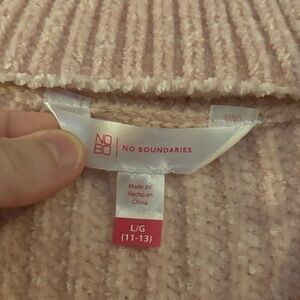 NO
BO
NO BOUNDARIES
Made in/
Hecho en
China
L/G
(11-13)